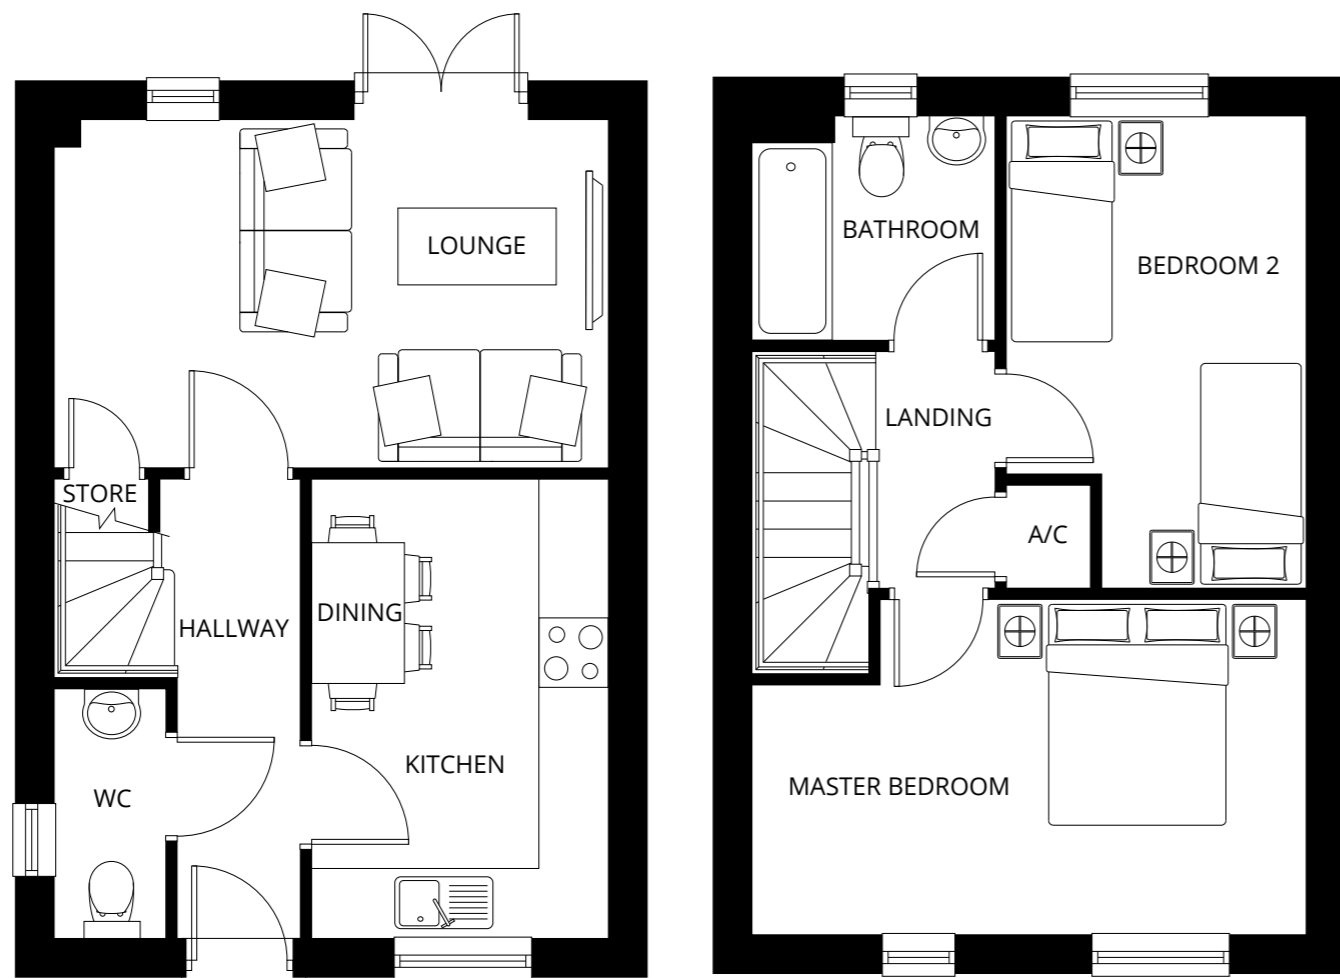 LOUNGE
STORE
DINING
HALLWAY
KITCHEN
WC
BATHROOM
BEDROOM 2
LANDING
A/C
MASTER BEDROOM